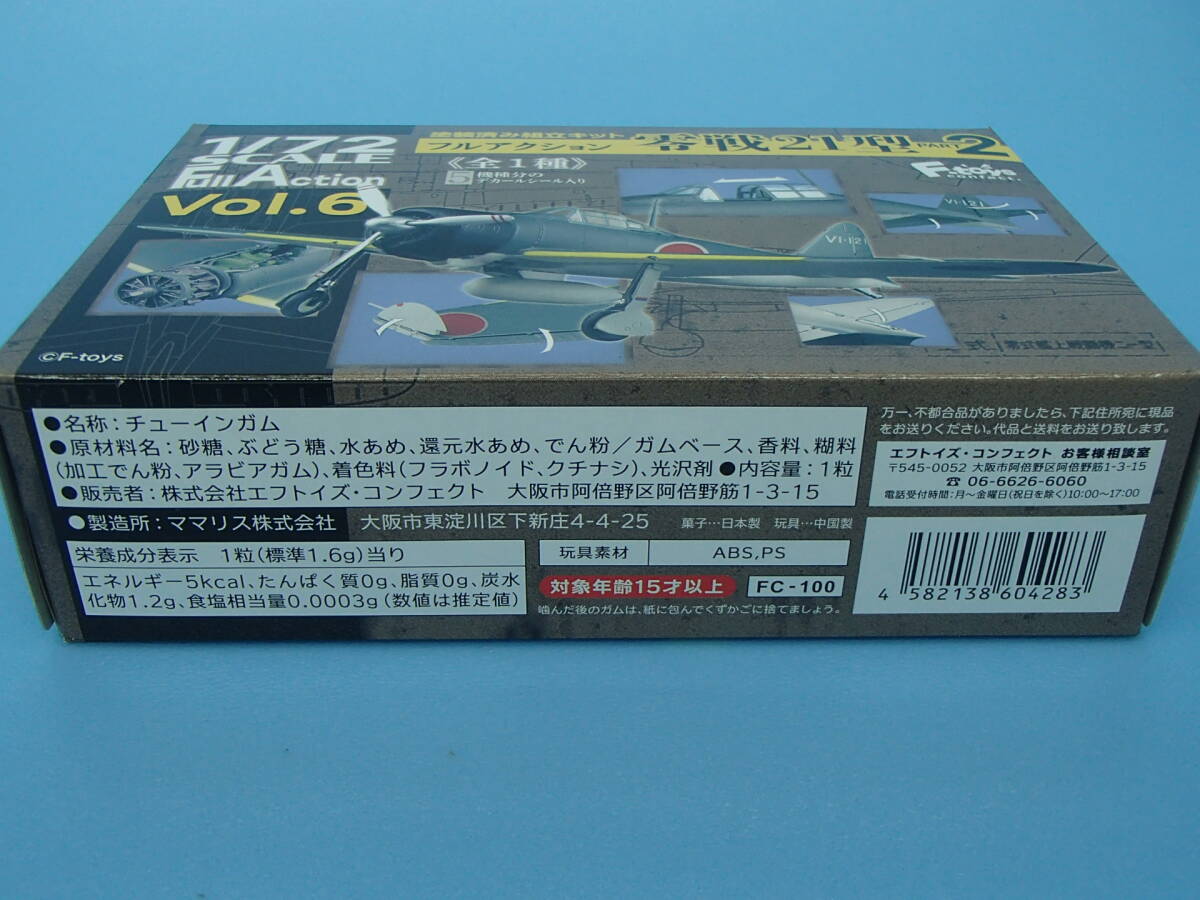 1/72
SCALE
Full Action
Vol.6
塗装済み組立キット
フルアクション 零戦21型 PART 2
《全1種》
5機種分の
デカールシール入り
F-toys
confect.
VI-121
VI-121
©F-toys
零式艦上戦闘機二一型
●名称：チューインガム
●原材料名：砂糖、ぶどう糖、水あめ、還元水あめ、でん粉／ガムベース、香料、糊料
(加工でん粉、アラビアガム)、着色料(フラボノイド、クチナシ)、光沢剤 ●内容量：1粒
●販売者：株式会社エフトイズ・コンフェクト 大阪市阿倍野区阿倍野筋1-3-15
●製造所：ママリス株式会社 大阪市東淀川区下新庄4-4-25 菓子…日本製 玩具…中国製
栄養成分表示 1粒(標準1.6g)当り
エネルギー5kcal、たんぱく質0g、脂質0g、炭水
化物1.2g、食塩相当量0.0003g(数値は推定値)
玩具素材 ABS,PS
対象年齢15才以上 FC-100
噛んだ後のガムは、紙に包んでくずかごに捨てましょう。
万一、不都合品がありましたら、下記住所宛に現品
をお送りください。代品と送料をお送り致します。
エフトイズ・コンフェクト お客様相談室
〒545-0052 大阪市阿倍野区阿倍野筋1-3-15
☎ 06-6626-6060
電話受付時間：月～金曜日(祝日を除く)10:00～17:00
4 582138 604283